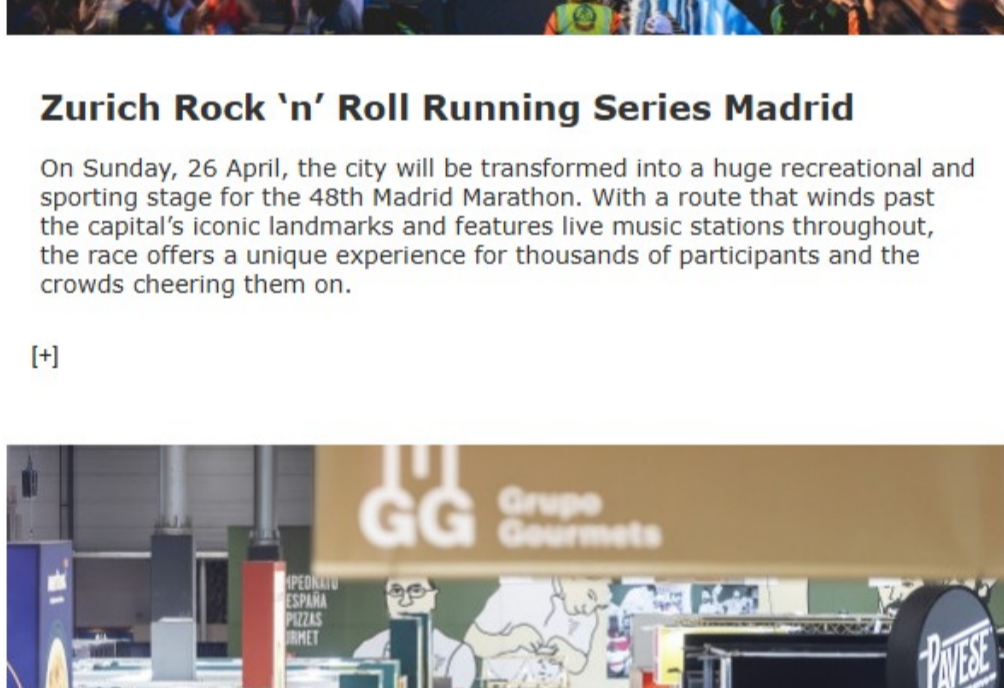 Zurich Rock ‘n’ Roll Running Series Madrid
On Sunday, 26 April, the city will be transformed into a huge recreational and
sporting stage for the 48th Madrid Marathon. With a route that winds past
the capital’s iconic landmarks and features live music stations throughout,
the race offers a unique experience for thousands of participants and the
crowds cheering them on.
[+]
GG Grupo
Gourmets
ESPAÑA
PIZZAS
PAVESE